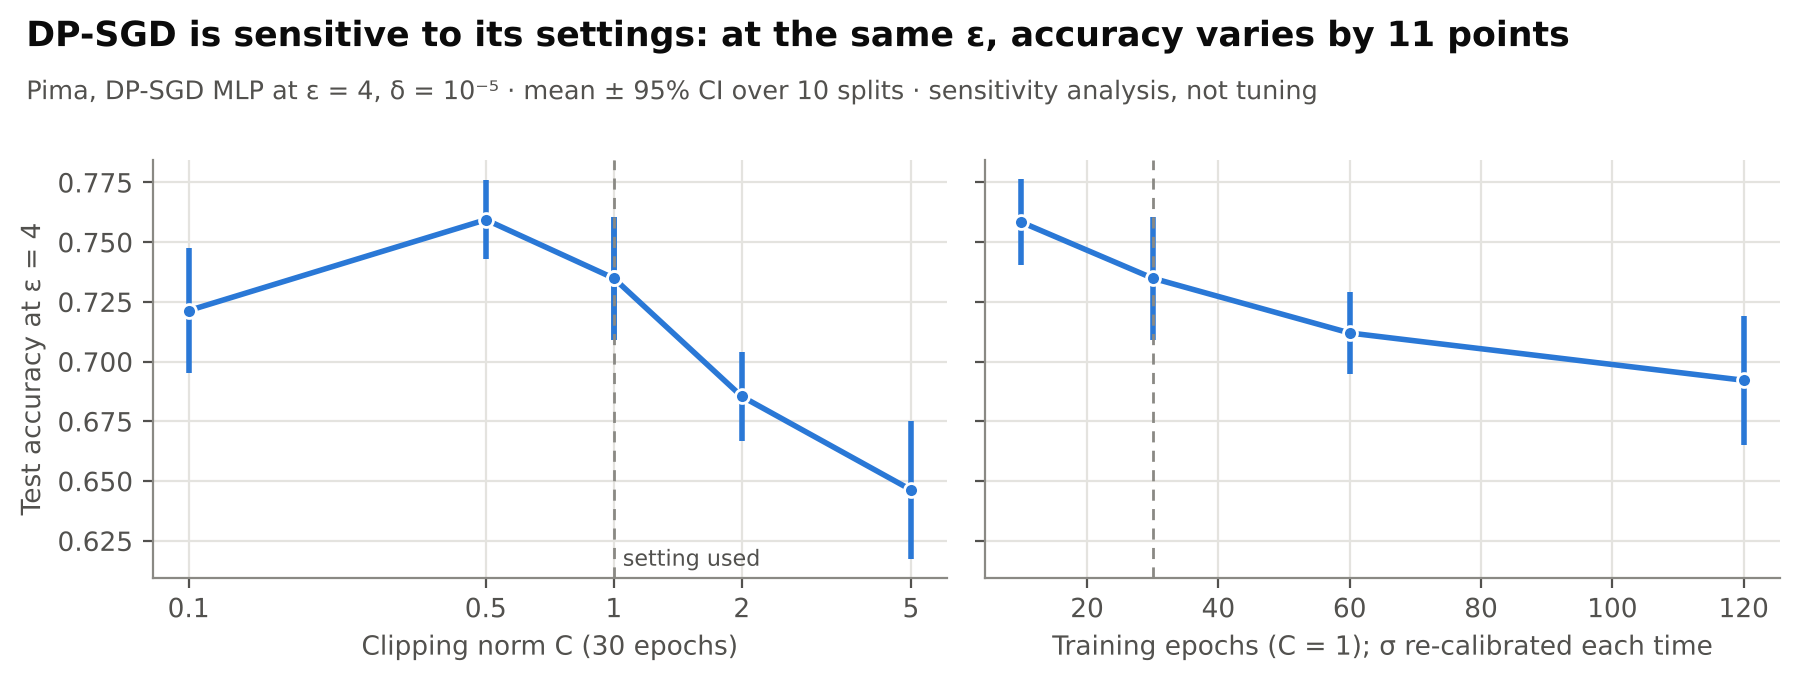 DP-SGD is sensitive to its settings: at the same ε, accuracy varies by 11 points
Pima, DP-SGD MLP at ε = 4, δ = 10⁻⁵ · mean ± 95% CI over 10 splits · sensitivity analysis, not tuning
Test accuracy at ε = 4
0.775
0.750
0.725
0.700
0.675
0.650
0.625
setting used
0.1 0.5 1 2 5
Clipping norm C (30 epochs)
20 40 60 80 100 120
Training epochs (C = 1); σ re-calibrated each time